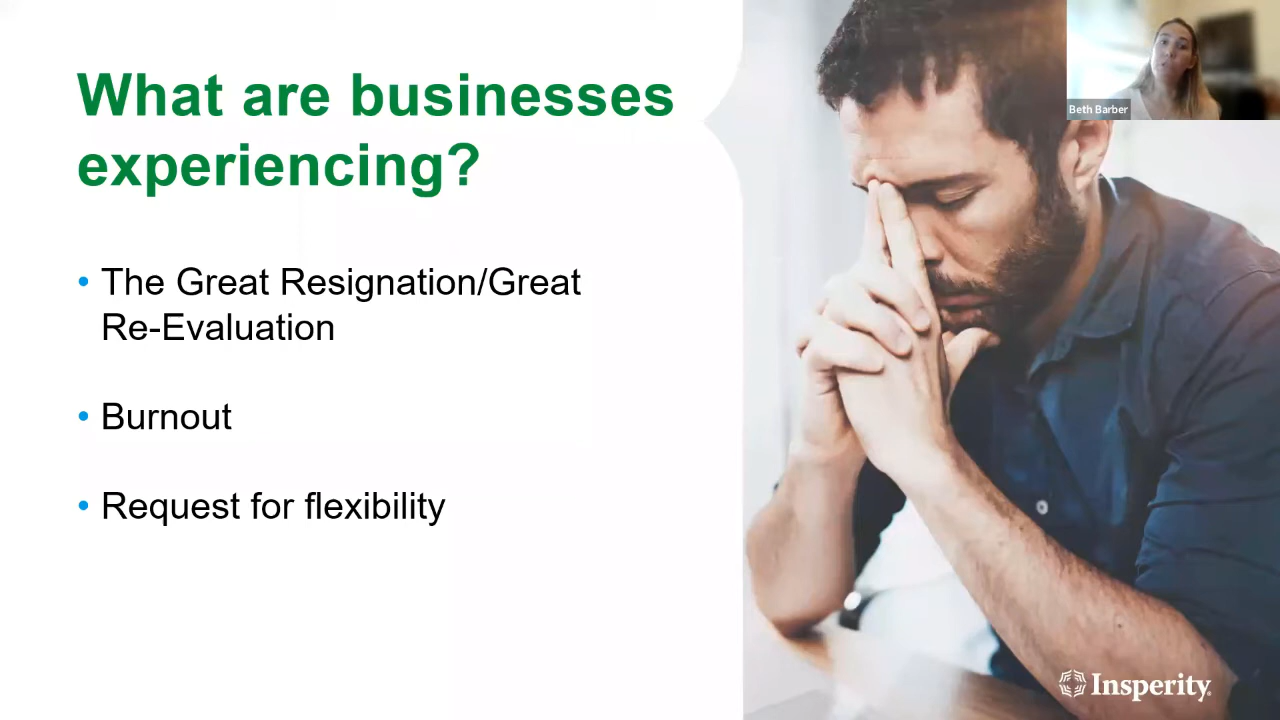 What are businesses
experiencing?
• The Great Resignation/Great
Re-Evaluation
• Burnout
• Request for flexibility
Beth Barber
Insperity®